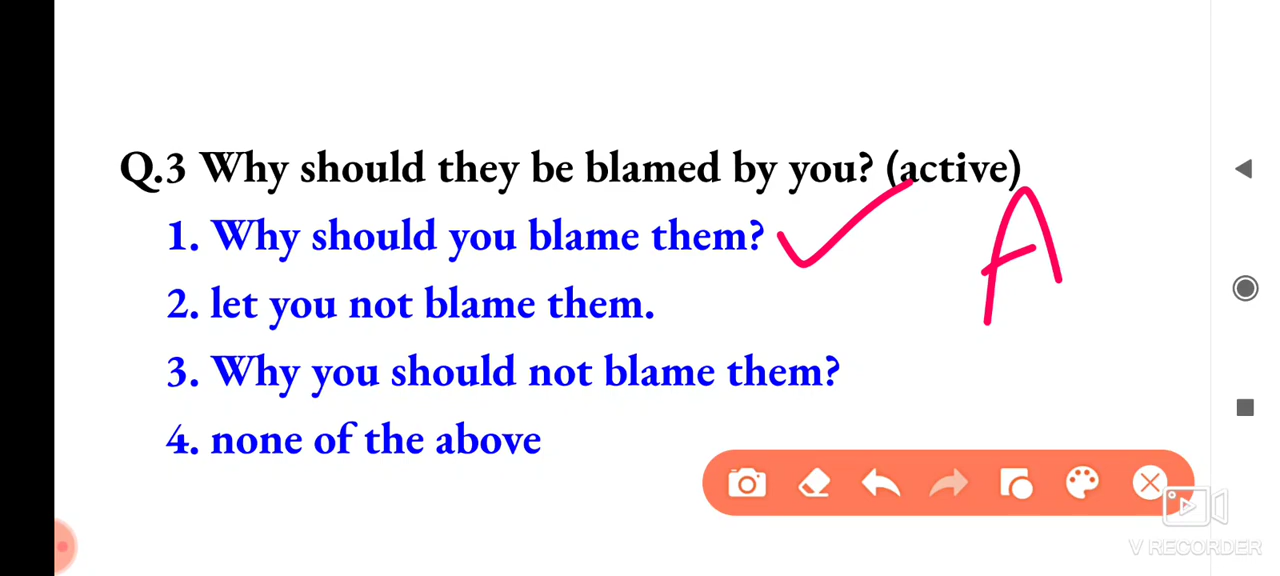 Q.3 Why should they be blamed by you? (active)
1. Why should you blame them?
A
2. let you not blame them.
3. Why you should not blame them?
4. none of the above
V RECORDER